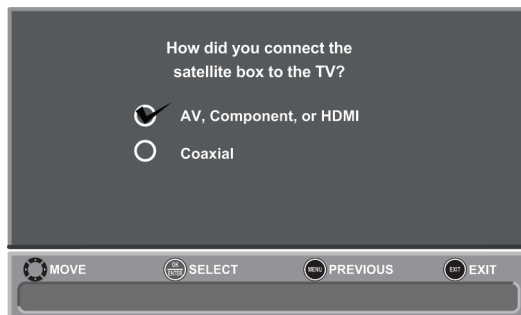 How did you connect the
satellite box to the TV?
AV, Component, or HDMI
Coaxial
MOVE
OK
ENTER
SELECT
MENU
PREVIOUS
EXIT
EXIT